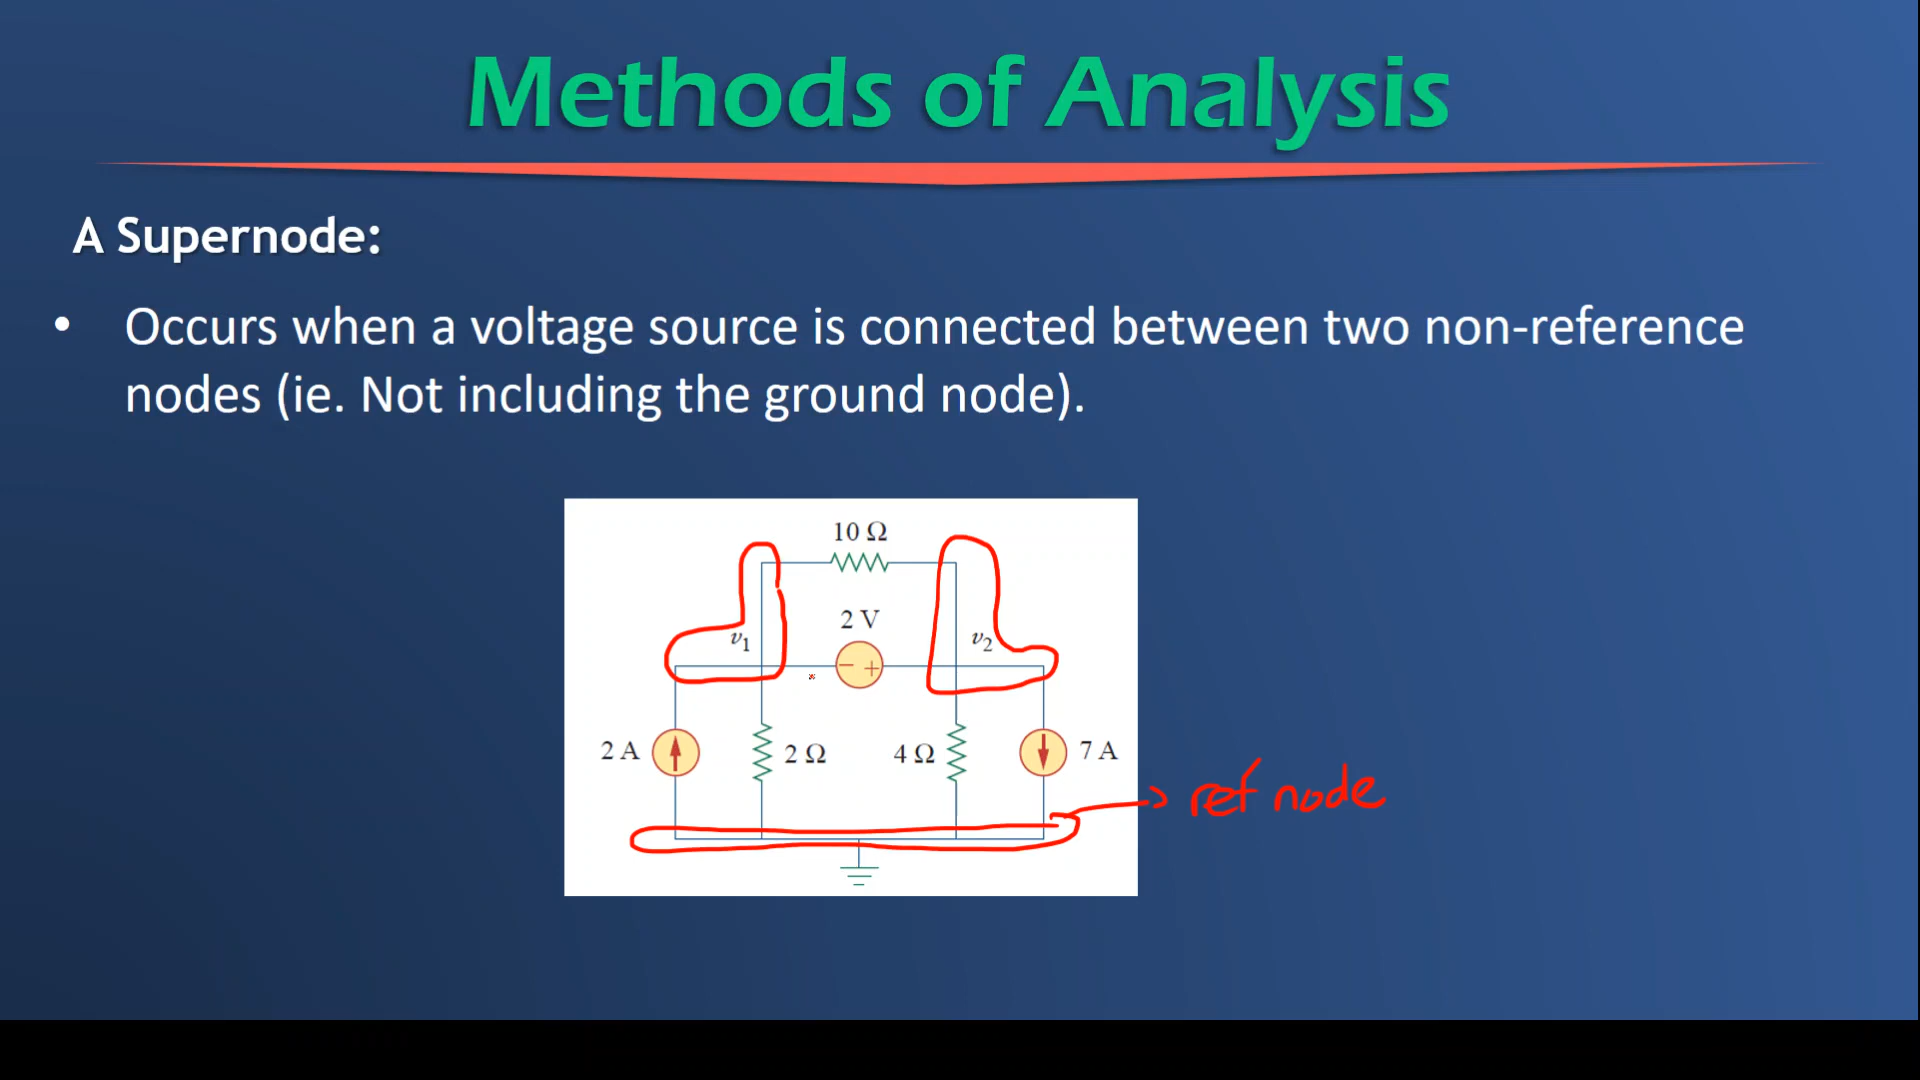 Methods of Analysis
A Supernode:
• Occurs when a voltage source is connected between two non-reference
nodes (ie. Not including the ground node).
10 Ω
2 V
v1
v2
− +
2 A
2 Ω
4 Ω
7 A
ref node